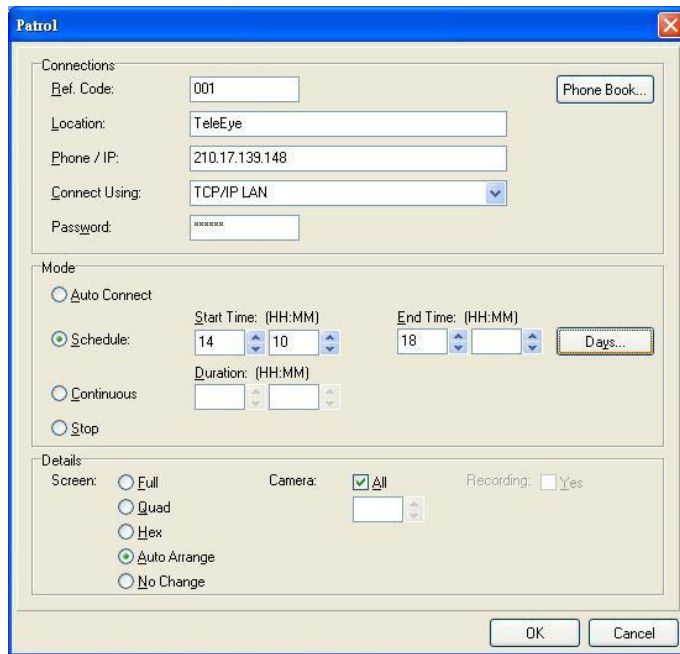 Patrol
Connections
Ref. Code: 001 Phone Book...
Location: TeleEye
Phone / IP: 210.17.139.148
Connect Using: TCP/IP LAN
Password: ××××××
Mode
Auto Connect
Start Time: (HH:MM) End Time: (HH:MM)
Schedule: 14 10 18 Days...
Duration: (HH:MM)
Continuous
Stop
Details
Screen: Full Camera: All Recording: Yes
Quad
Hex
Auto Arrange
No Change
OK Cancel